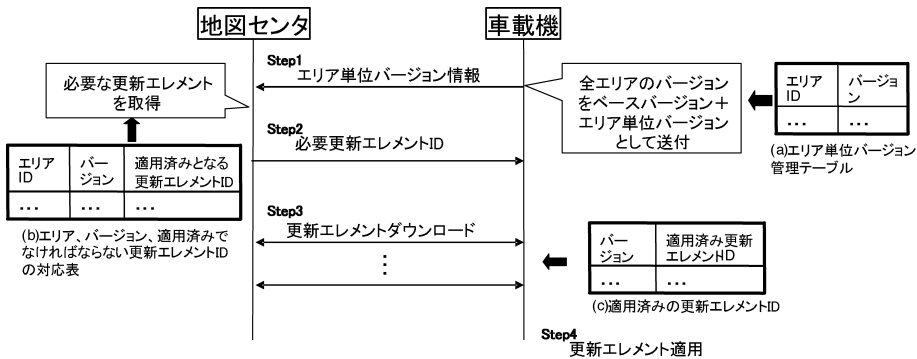 地図センタ
車載機
Step1
エリア単位バージョン情報
必要な更新エレメント
を取得
全エリアのバージョン
をベースバージョン＋
エリア単位バージョン
として送付
エリア
ID
バージョ
ン
...
...
(a)エリア単位バージョン
管理テーブル
Step2
必要更新エレメントID
エリア
ID
バー
ジョン
適用済みとなる
更新エレメントID
...
...
...
(b)エリア、バージョン、適用済みで
なければならない更新エレメントID
の対応表
Step3
更新エレメントダウンロード
⋮
バー
ジョン
適用済み更新
エレメントID
...
...
(c)適用済みの更新エレメントID
Step4
更新エレメント適用